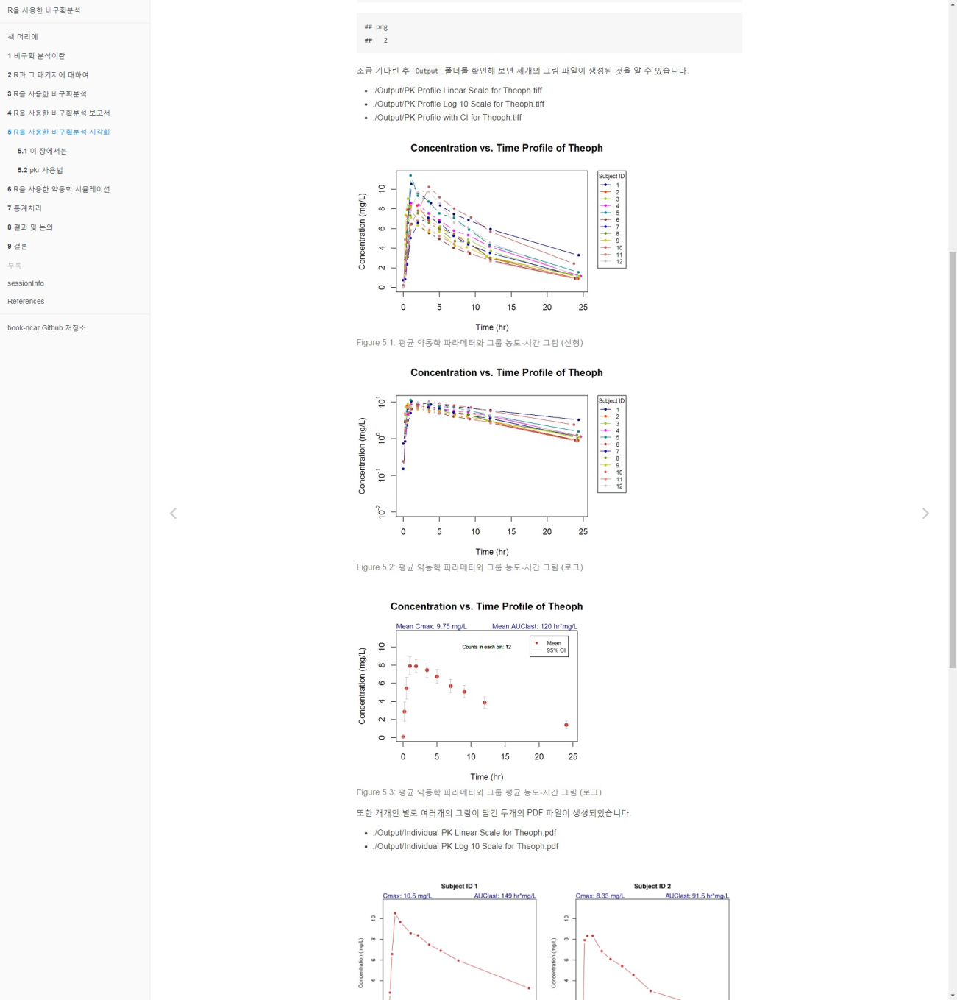 R을 사용한 비구획분석
책 머리에
1 비구획 분석이란
2 R과 그 패키지에 대하여
3 R을 사용한 비구획분석
4 R을 사용한 비구획분석 보고서
5 R을 사용한 비구획분석 시각화
5.1 이 장에서는
5.2 pkr 사용법
6 R을 사용한 약동학 시뮬레이션
7 통계처리
8 결과 및 논의
9 결론
부록
sessionInfo
References
book-ncar Github 저장소
## png
## 2
조금 기다린 후 Output 폴더를 확인해 보면 세개의 그림 파일이 생성된 것을 알 수 있습니다.
./Output/PK Profile Linear Scale for Theoph.tiff
./Output/PK Profile Log 10 Scale for Theoph.tiff
./Output/PK Profile with CI for Theoph.tiff
Concentration vs. Time Profile of Theoph
Concentration (mg/L)
10
8
6
4
2
0
0 5 10 15 20 25
Time (hr)
Subject ID
1
2
3
4
5
6
7
8
9
10
11
12
Figure 5.1: 평균 약동학 파라메터와 그룹 농도-시간 그림 (선형)
Concentration vs. Time Profile of Theoph
Concentration (mg/L)
10^1
10^0
10^-1
10^-2
0 5 10 15 20 25
Time (hr)
Subject ID
1
2
3
4
5
6
7
8
9
10
11
12
Figure 5.2: 평균 약동학 파라메터와 그룹 농도-시간 그림 (로그)
Concentration vs. Time Profile of Theoph
Mean Cmax: 9.75 mg/L Mean AUClast: 120 hr*mg/L
Counts in each bin: 12
Mean
95% CI
Concentration (mg/L)
10
8
6
4
2
0
0 5 10 15 20 25
Time (hr)
Figure 5.3: 평균 약동학 파라메터와 그룹 평균 농도-시간 그림 (로그)
또한 개개인 별로 여러개의 그림이 담긴 두개의 PDF 파일이 생성되었습니다.
./Output/Individual PK Linear Scale for Theoph.pdf
./Output/Individual PK Log 10 Scale for Theoph.pdf
Subject ID 1
Cmax: 10.5 mg/L AUClast: 149 hr*mg/L
Concentration (mg/L)
10
8
6
4
Subject ID 2
Cmax: 8.33 mg/L AUClast: 91.5 hr*mg/L
Concentration (mg/L)
10
8
6
4